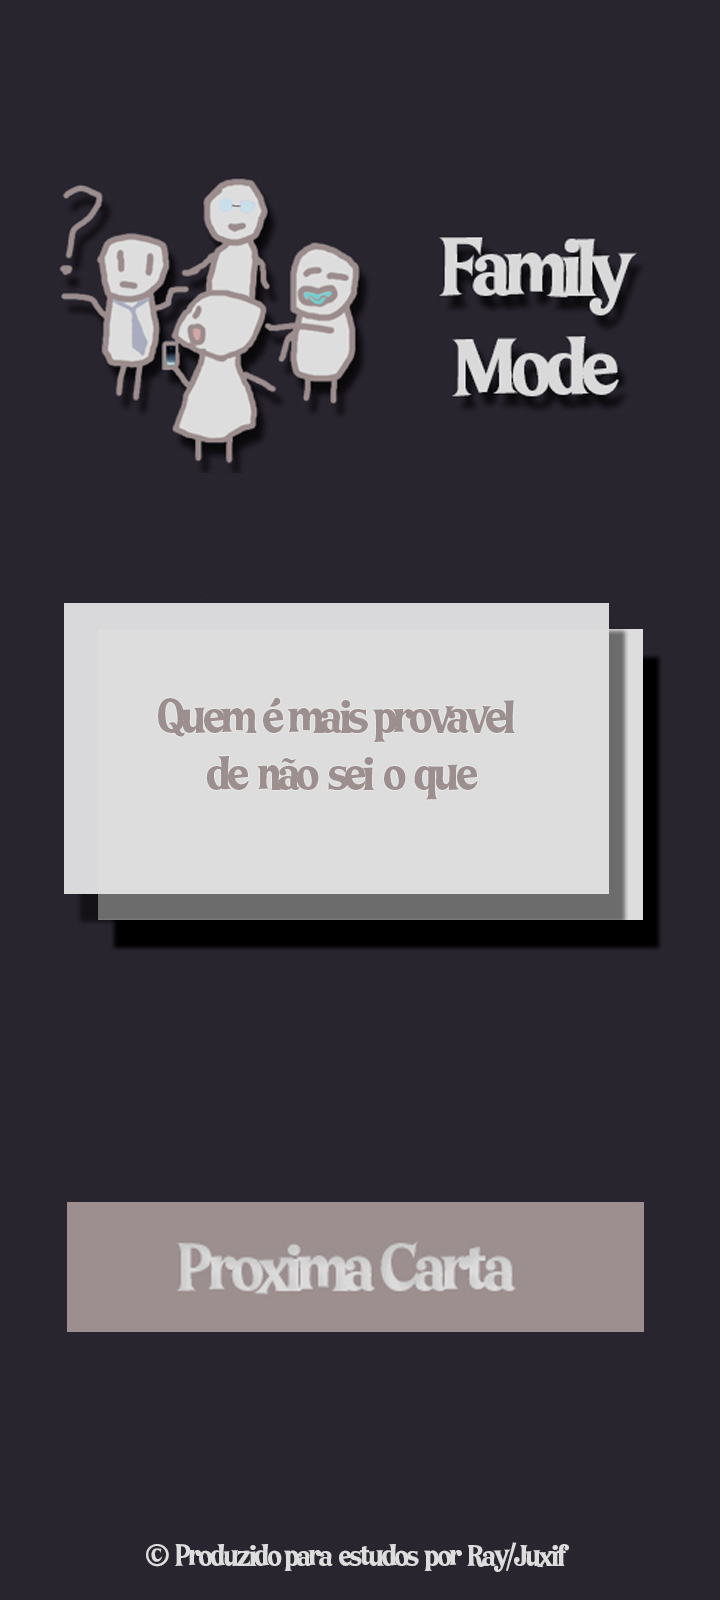 ?
Family
Mode
Quem é mais provavel
de não sei o que
Proxima Carta
© Produzido para estudos por Ray/Juxif